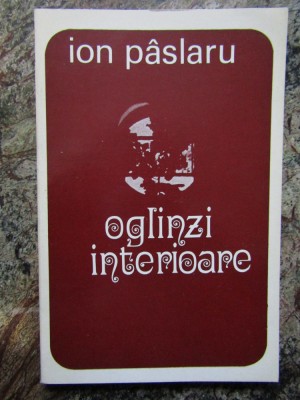 ion pâslaru
oglinzi
interioare